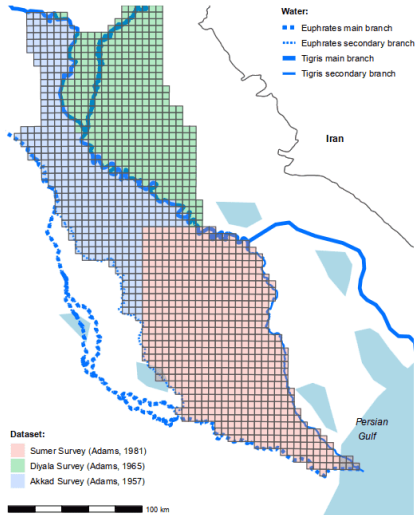 Water:
Euphrates main branch
Euphrates secondary branch
Tigris main branch
Tigris secondary branch
Iran
Persian
Gulf
Dataset:
Sumer Survey (Adams, 1981)
Diyala Survey (Adams, 1965)
Akkad Survey (Adams, 1957)
100 km